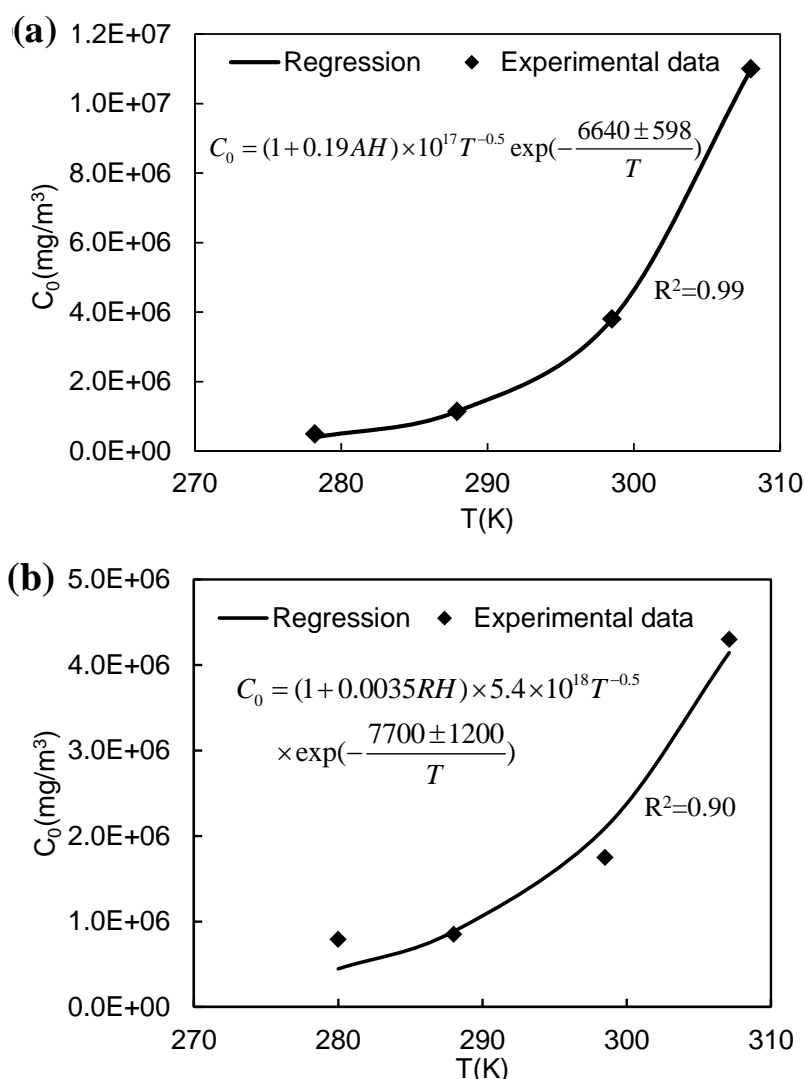 (a)
1.2E+07
1.0E+07
8.0E+06
6.0E+06
4.0E+06
2.0E+06
0.0E+00
C₀(mg/m³)
Regression ◆ Experimental data
C₀ = (1+0.19AH)×10¹⁷T⁻⁰·⁵ exp(−(6640±598)/T)
R²=0.99
270 280 290 300 310
T(K)
(b)
5.0E+06
4.0E+06
3.0E+06
2.0E+06
1.0E+06
0.0E+00
C₀(mg/m³)
Regression ◆ Experimental data
C₀ = (1+0.0035RH)×5.4×10¹⁸T⁻⁰·⁵
×exp(−(7700±1200)/T)
R²=0.90
270 280 290 300 310
T(K)